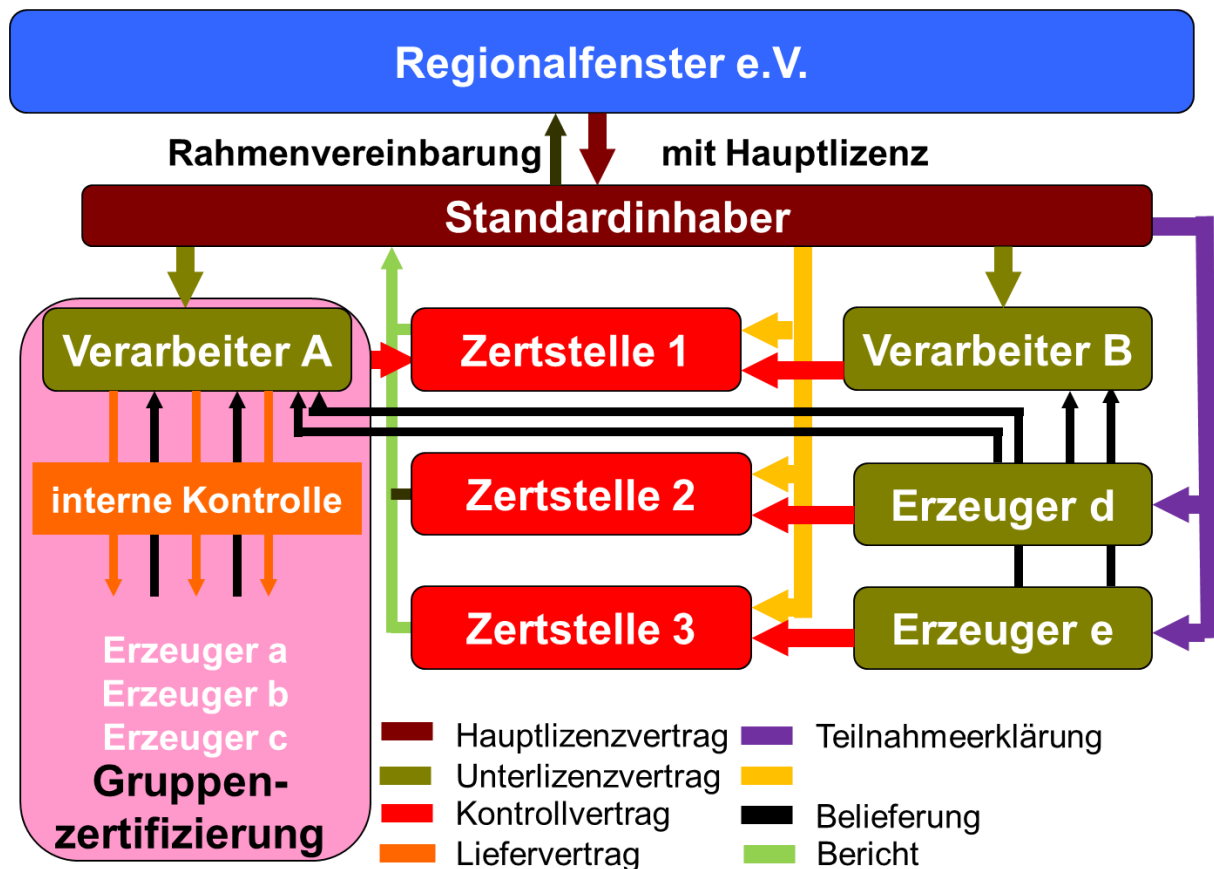 Regionalfenster e.V.
Rahmenvereinbarung mit Hauptlizenz
Standardinhaber
Verarbeiter A
Zertstelle 1
Verarbeiter B
interne Kontrolle
Zertstelle 2
Erzeuger d
Zertstelle 3
Erzeuger e
Erzeuger a
Erzeuger b
Erzeuger c
Gruppen-
zertifizierung
Hauptlizenzvertrag
Unterlizenzvertrag
Kontrollvertrag
Liefervertrag
Teilnahmeerklärung
Belieferung
Bericht